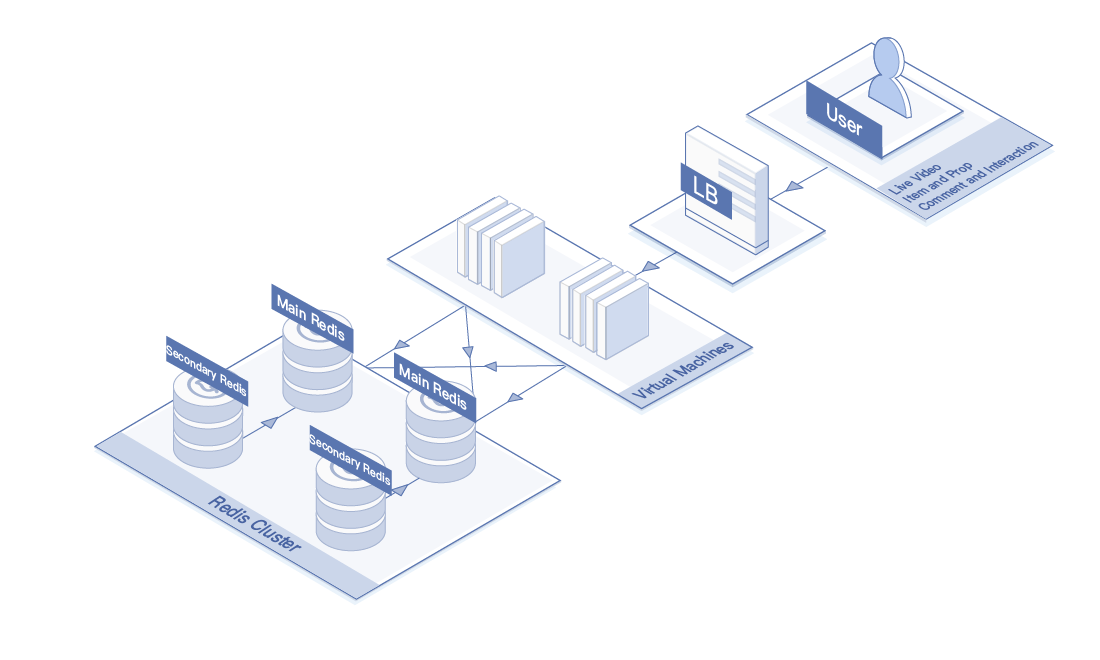 User
Live Video
Item and Prop
Comment and Interaction
LB
Virtual Machines
Main Redis
Secondary Redis
Main Redis
Secondary Redis
Redis Cluster